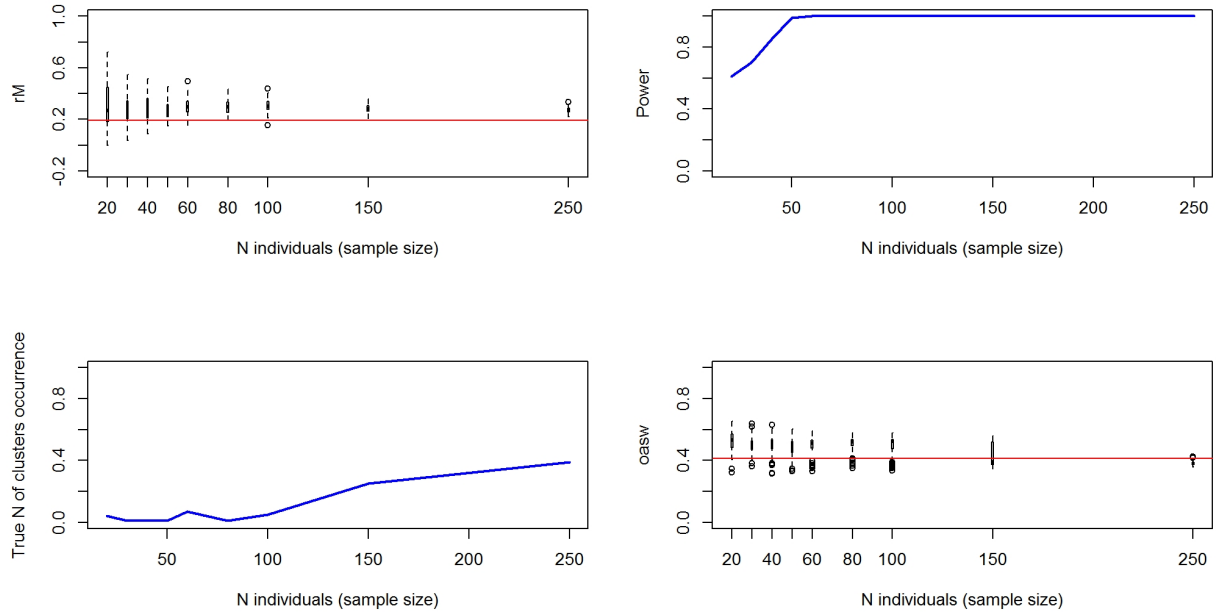 rM
1.0
0.6
0.2
-0.2
20 40 60 80 100 150 250
N individuals (sample size)
Power
0.8
0.4
0.0
50 100 150 200 250
N individuals (sample size)
True N of clusters occurrence
0.8
0.4
0.0
50 100 150 200 250
N individuals (sample size)
oasw
0.8
0.4
0.0
20 40 60 80 100 150 250
N individuals (sample size)